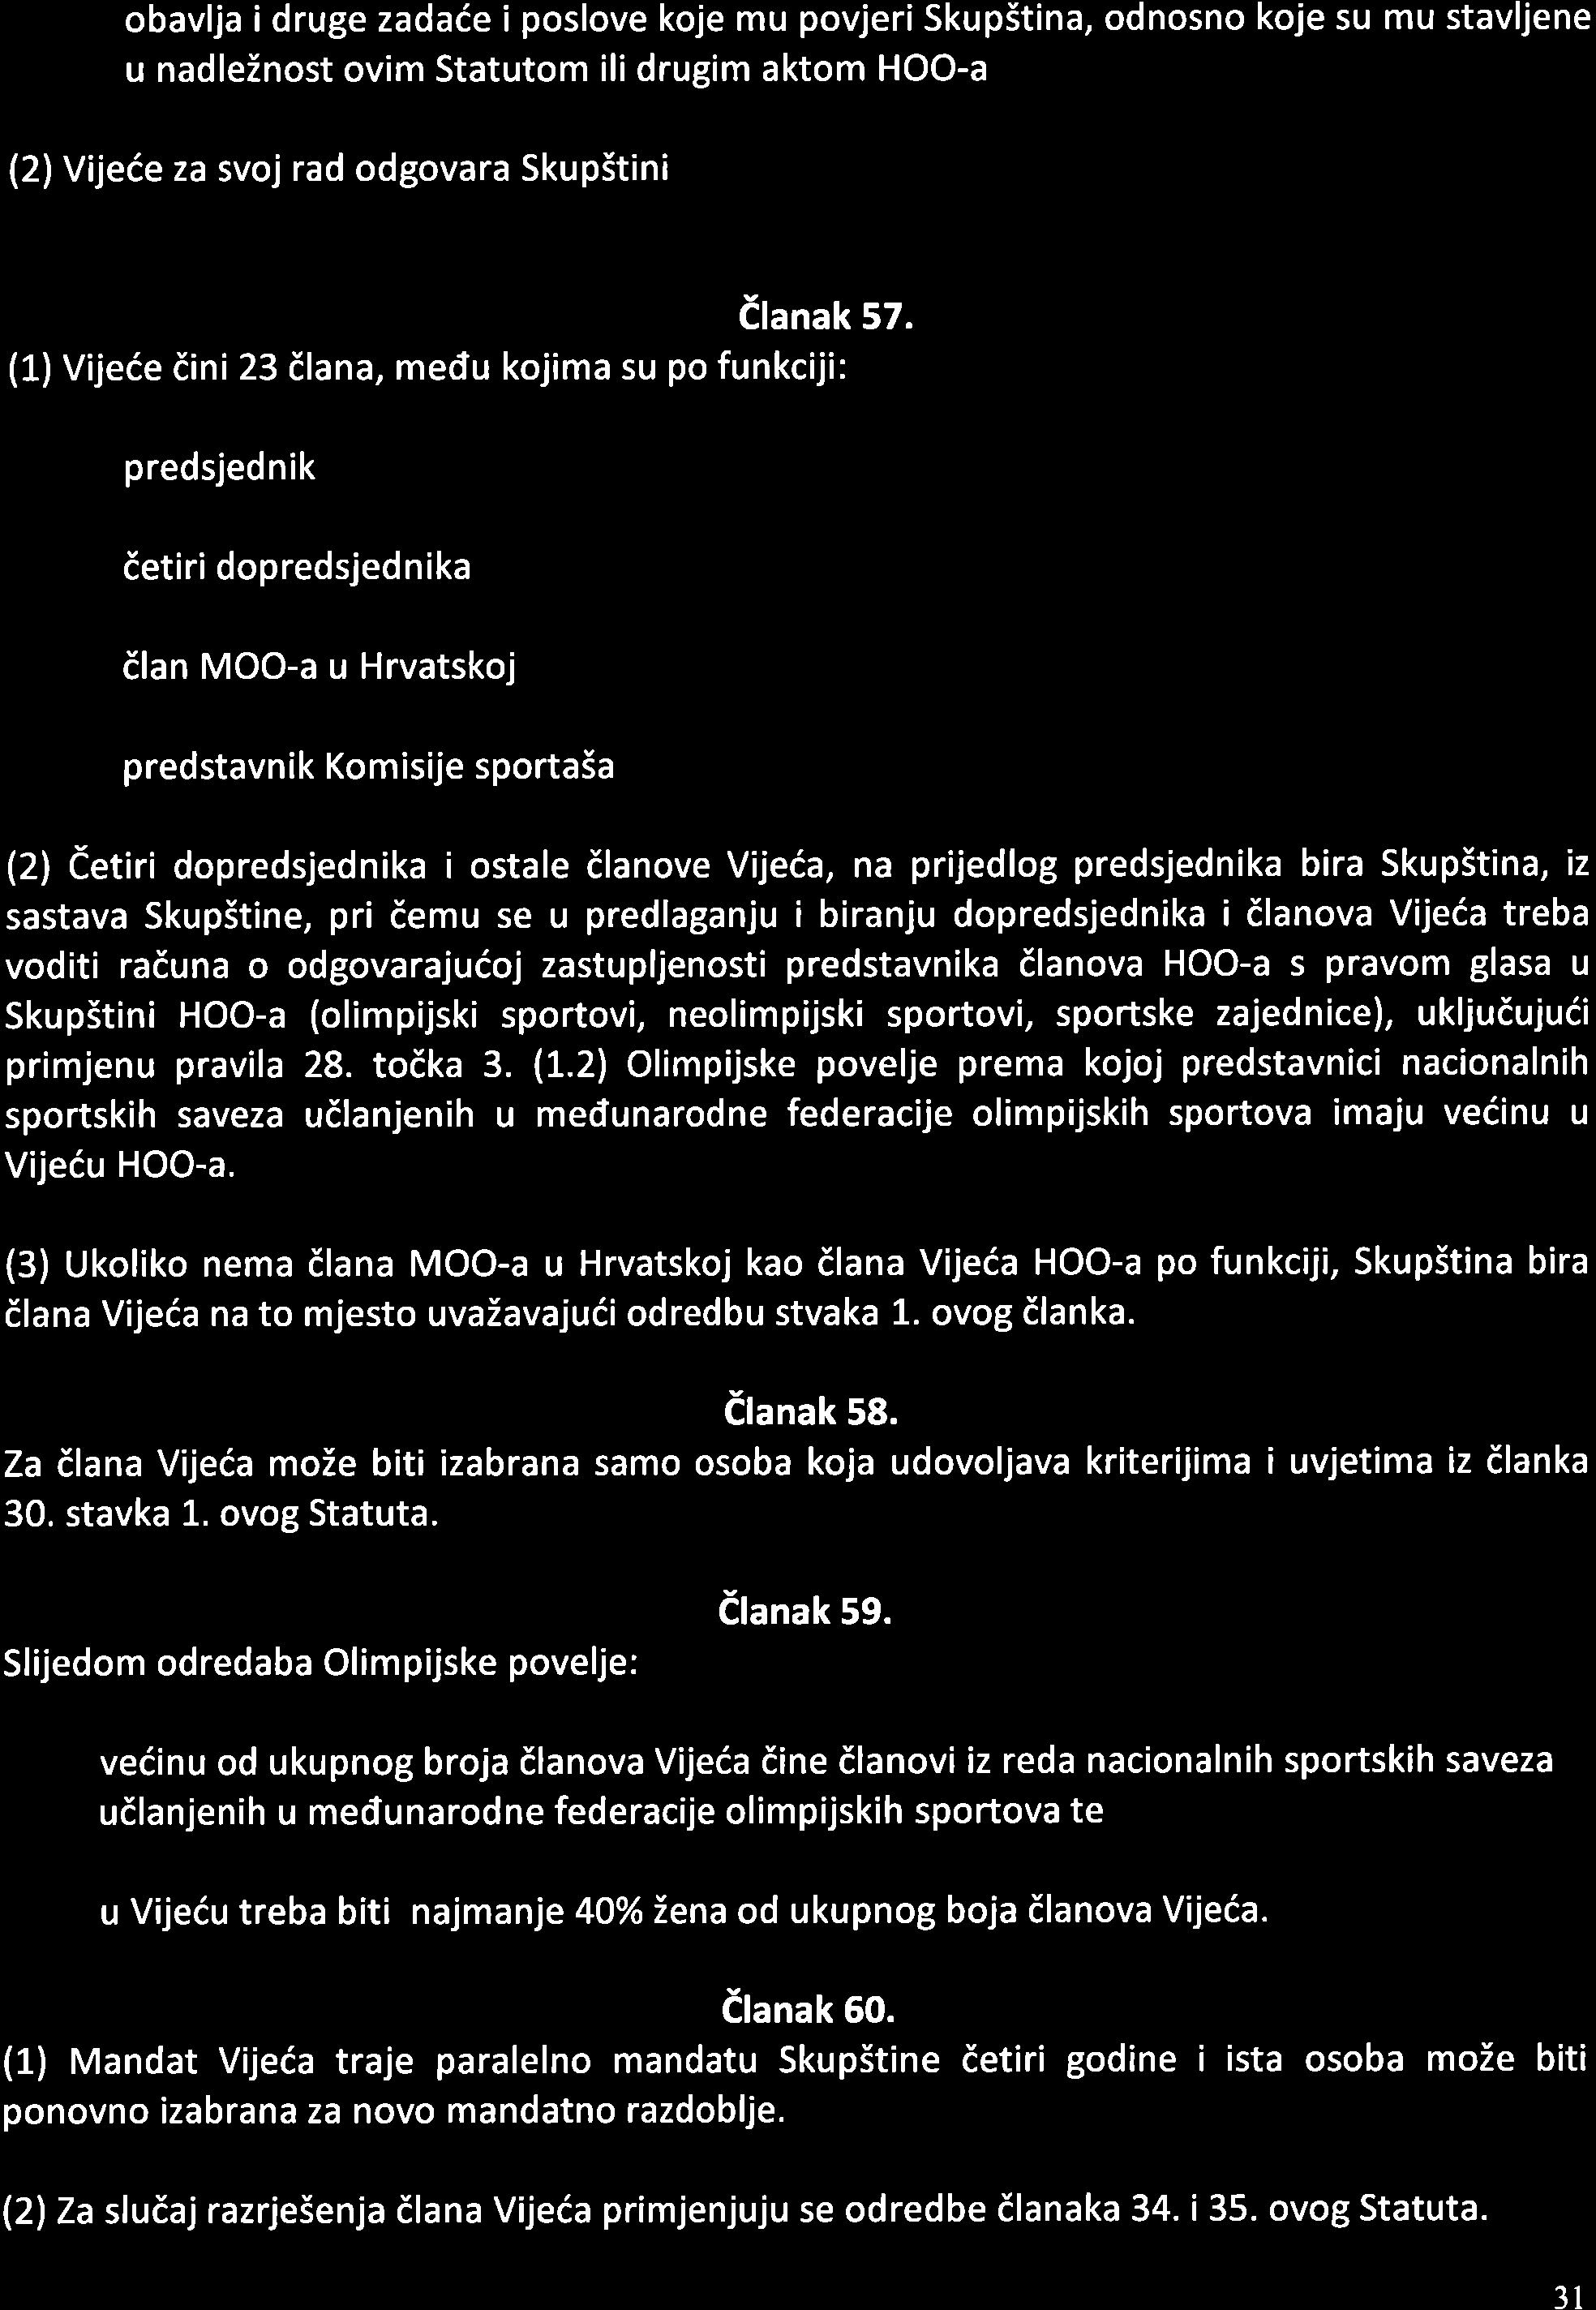 obavlja i druge zadaće i poslove koje mu povjeri Skupština, odnosno koje su mu stavljene
u nadležnost ovim Statutom ili drugim aktom HOO-a
(2) Vijeće za svoj rad odgovara Skupštini
Članak 57.
(1) Vijeće čini 23 člana, među kojima su po funkciji:
predsjednik
četiri dopredsjednika
član MOO-a u Hrvatskoj
predstavnik Komisije sportaša
(2) Četiri dopredsjednika i ostale članove Vijeća, na prijedlog predsjednika bira Skupština, iz
sastava Skupštine, pri čemu se u predlaganju i biranju dopredsjednika i članova Vijeća treba
voditi računa o odgovarajućoj zastupljenosti predstavnika članova HOO-a s pravom glasa u
Skupštini HOO-a (olimpijski sportovi, neolimpijski sportovi, sportske zajednice), uključujući
primjenu pravila 28. točka 3. (1.2) Olimpijske povelje prema kojoj predstavnici nacionalnih
sportskih saveza učlanjenih u međunarodne federacije olimpijskih sportova imaju većinu u
Vijeću HOO-a.
(3) Ukoliko nema člana MOO-a u Hrvatskoj kao člana Vijeća HOO-a po funkciji, Skupština bira
člana Vijeća na to mjesto uvažavajući odredbu stvaka 1. ovog članka.
Članak 58.
Za člana Vijeća može biti izabrana samo osoba koja udovoljava kriterijima i uvjetima iz članka
30. stavka 1. ovog Statuta.
Članak 59.
Slijedom odredaba Olimpijske povelje:
većinu od ukupnog broja članova Vijeća čine članovi iz reda nacionalnih sportskih saveza
učlanjenih u međunarodne federacije olimpijskih sportova te
u Vijeću treba biti  najmanje 40% žena od ukupnog boja članova Vijeća.
Članak 60.
(1) Mandat Vijeća traje paralelno mandatu Skupštine četiri godine i ista osoba može biti
ponovno izabrana za novo mandatno razdoblje.
(2) Za slučaj razrješenja člana Vijeća primjenjuju se odredbe članaka 34. i 35. ovog Statuta.
31